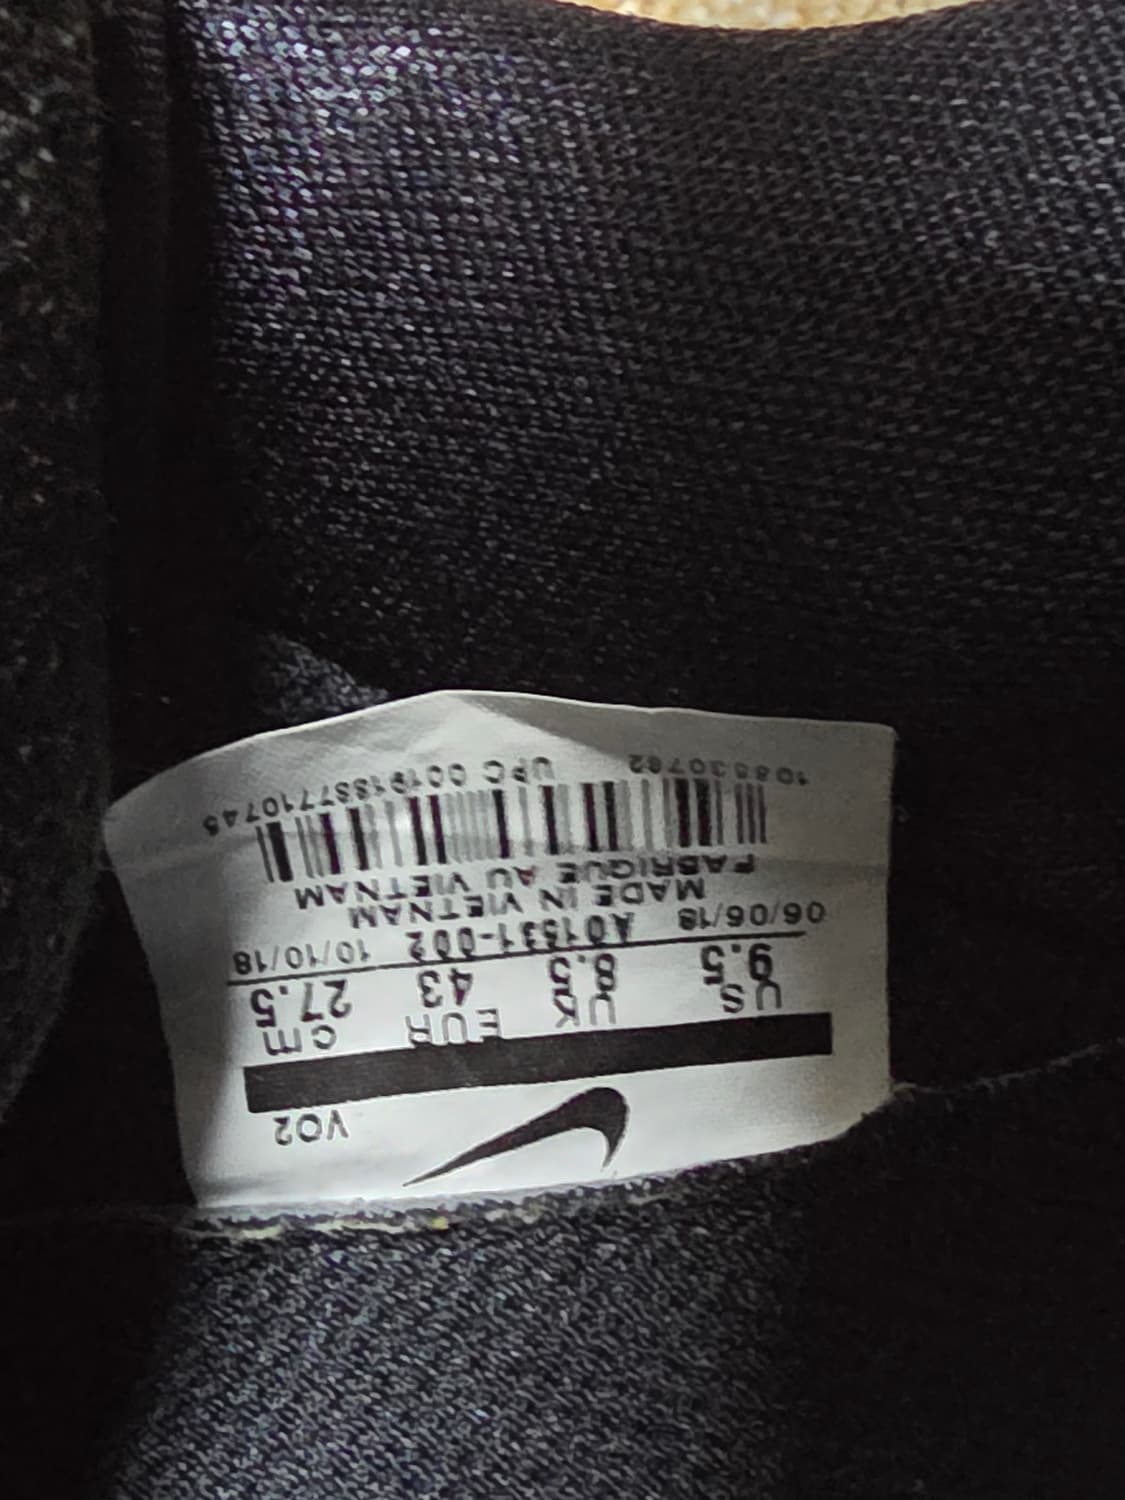 VO2
US UK EUR cm
9.5 8.5 43 27.5
06/06/18 AO1531-002 10/10/18
MADE IN VIETNAM
FABRIQUE AU VIETNAM
UPC